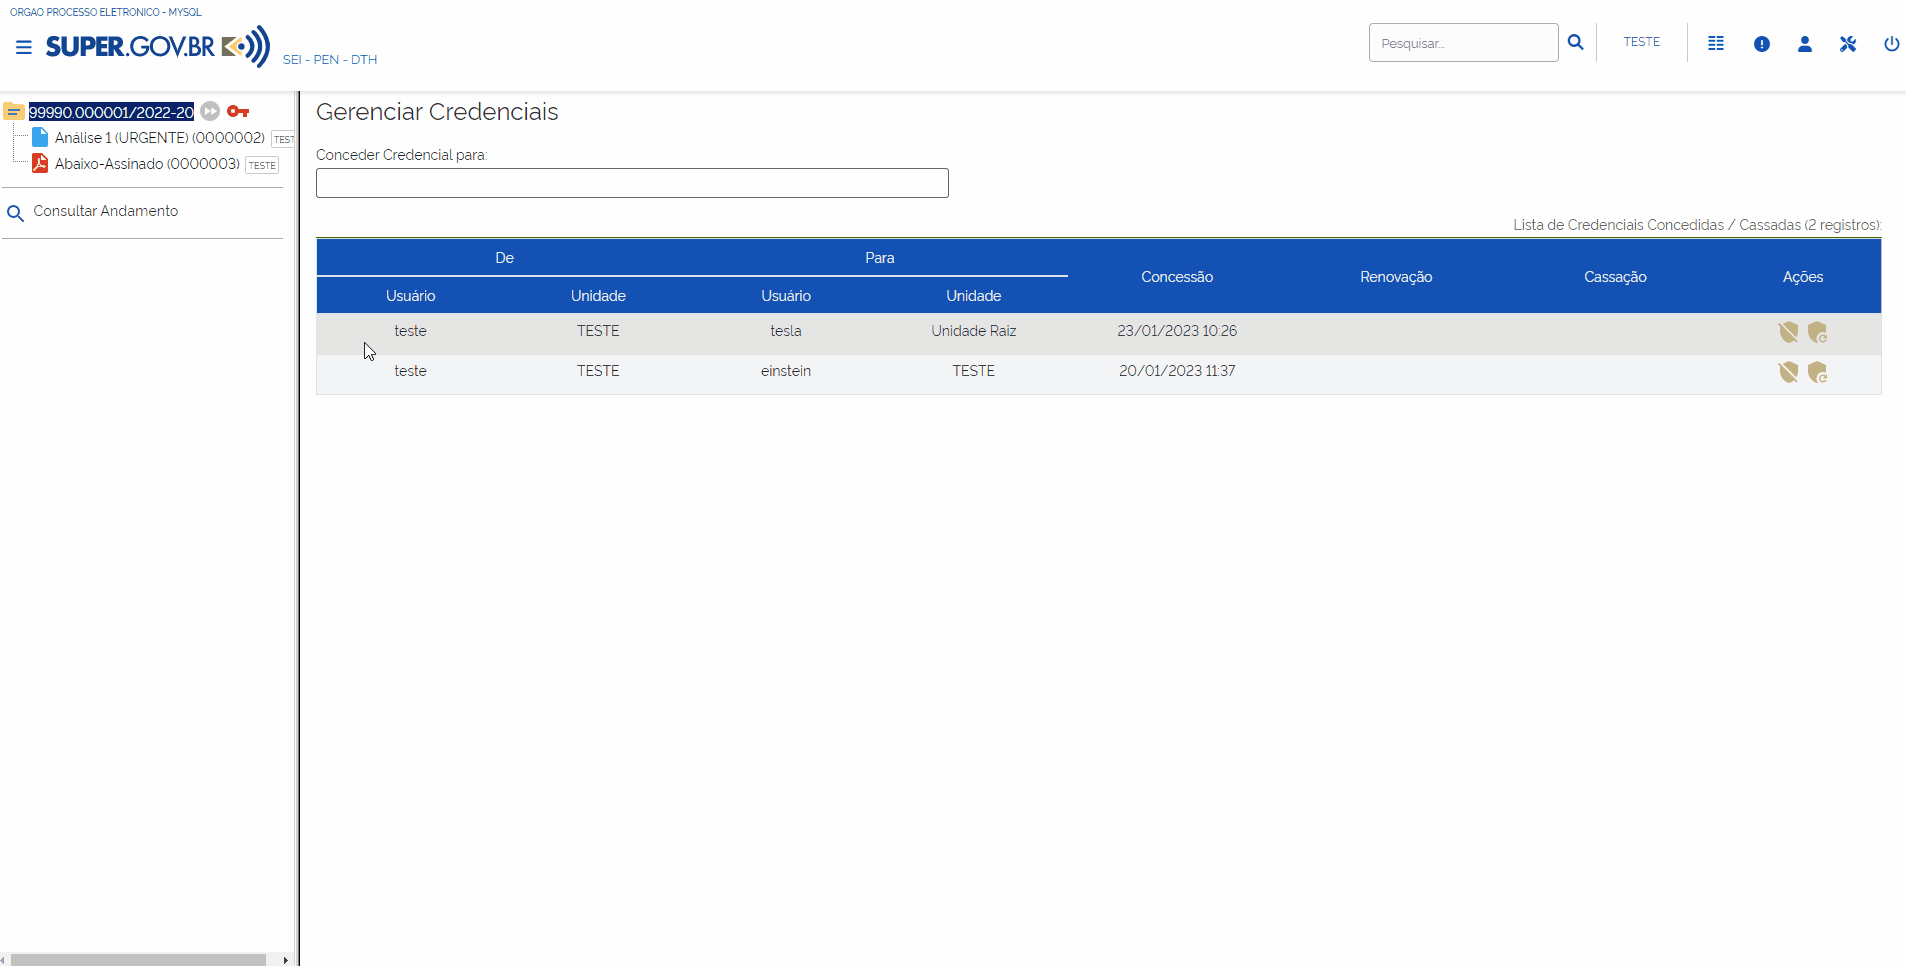 ORGAO PROCESSO ELETRONICO - MYSQL
SUPER.GOV.BR
SEI - PEN - DTH
Pesquisar...
TESTE
99990.000001/2022-20
Análise 1 (URGENTE) (0000002) TEST
Abaixo-Assinado (0000003) TESTE
Consultar Andamento
Gerenciar Credenciais
Conceder Credencial para:
Lista de Credenciais Concedidas / Cassadas (2 registros):
De Para Concessão Renovação Cassação Ações
Usuário Unidade Usuário Unidade
teste TESTE tesla Unidade Raiz 23/01/2023 10:26
teste TESTE einstein TESTE 20/01/2023 11:37